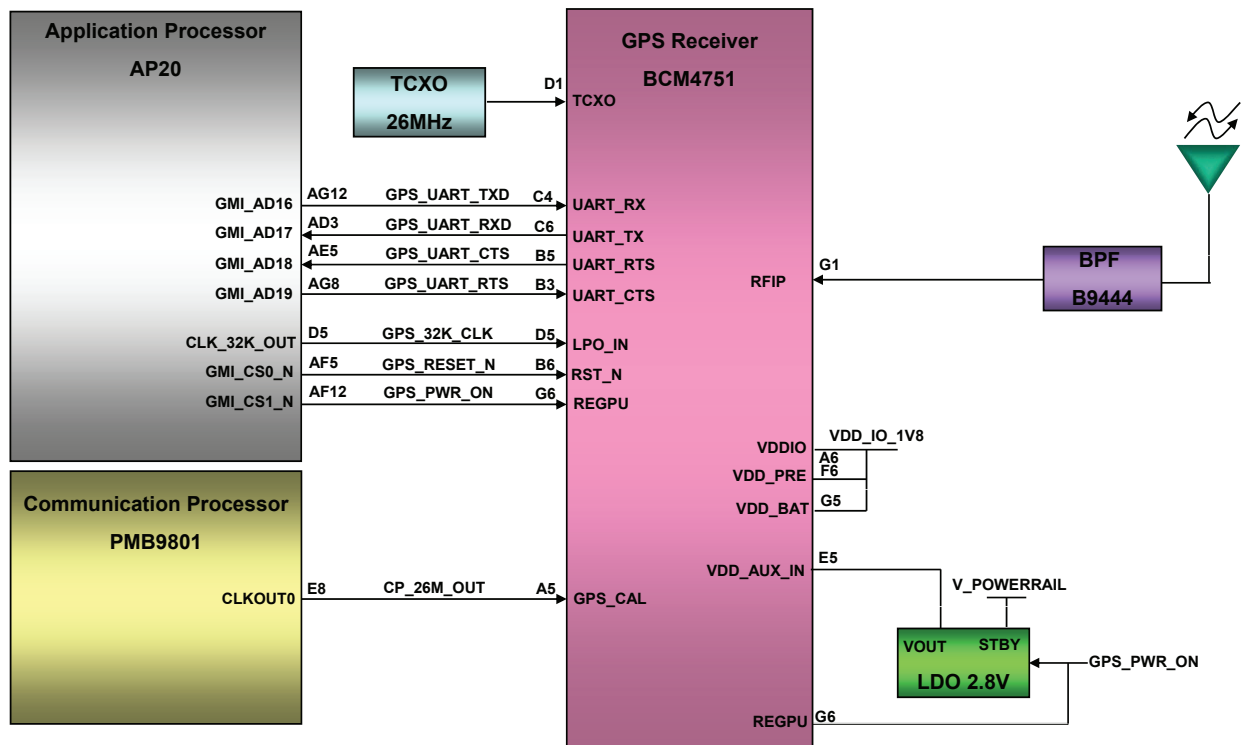 Application Processor
AP20
GMI_AD16
GMI_AD17
GMI_AD18
GMI_AD19
CLK_32K_OUT
GMI_CS0_N
GMI_CS1_N
AG12 GPS_UART_TXD C4
AD3 GPS_UART_RXD C6
AE5 GPS_UART_CTS B5
AG8 GPS_UART_RTS B3
D5 GPS_32K_CLK D5
AF5 GPS_RESET_N B6
AF12 GPS_PWR_ON G6
TCXO
26MHz
D1
GPS Receiver
BCM4751
TCXO
UART_RX
UART_TX
UART_RTS
UART_CTS
LPO_IN
RST_N
REGPU
GPS_CAL
RFIP
VDDIO
VDD_PRE
VDD_BAT
VDD_AUX_IN
REGPU
Communication Processor
PMB9801
CLKOUT0
E8 CP_26M_OUT A5
G1
BPF
B9444
VDD_IO_1V8
A6
F6
G5
E5
V_POWERRAIL
VOUT STBY
LDO 2.8V
GPS_PWR_ON
G6